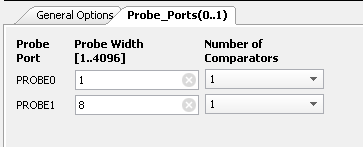 General Options Probe_Ports(0..1)
Probe Port Probe Width [1..4096] Number of Comparators
PROBE0 1 1
PROBE1 8 1